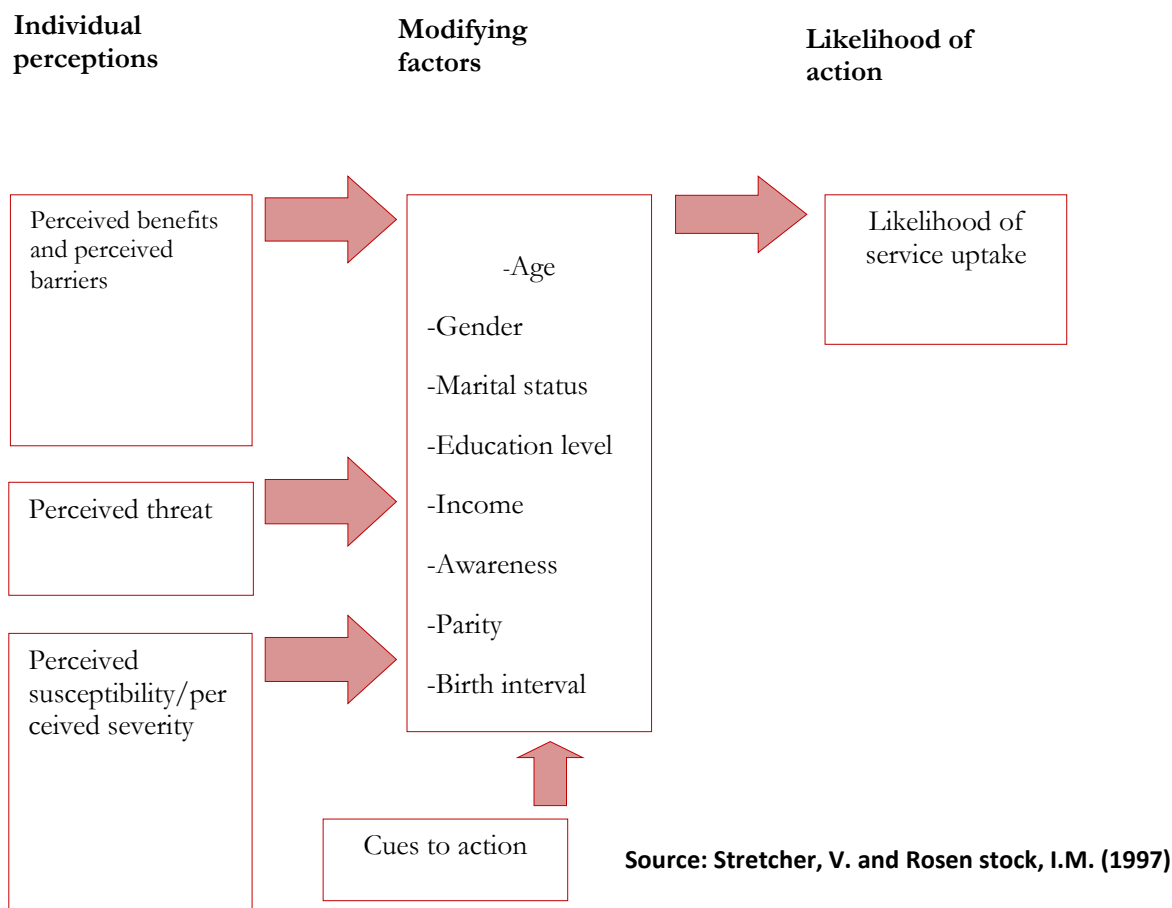 Individual
perceptions
Modifying
factors
Likelihood of
action
Perceived benefits
and perceived
barriers
Perceived threat
Perceived
susceptibility/per
ceived severity
-Age
-Gender
-Marital status
-Education level
-Income
-Awareness
-Parity
-Birth interval
Cues to action
Likelihood of
service uptake
Source: Stretcher, V. and Rosen stock, I.M. (1997)